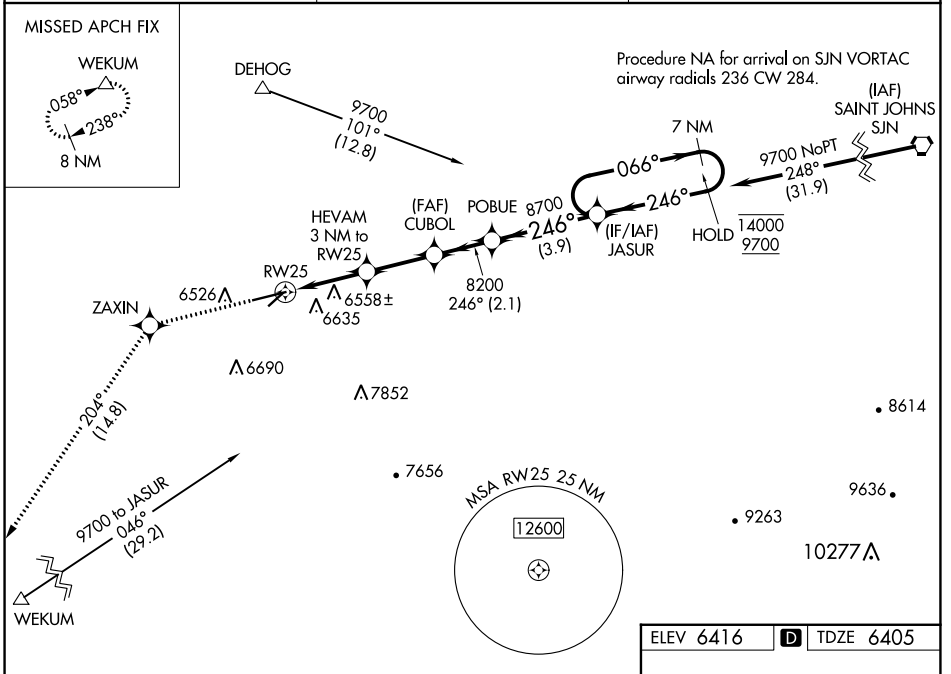 MISSED APCH FIX
WEKUM
058°
238°
8 NM
DEHOG
9700
101°
(12.8)
Procedure NA for arrival on SJN VORTAC
airway radials 236 CW 284.
(IAF)
SAINT JOHNS
SJN
7 NM
9700 NoPT
248°
(31.9)
066°
246°
HOLD
14000
9700
(IF/IAF)
JASUR
8700
246°
(3.9)
POBUE
(FAF)
CUBOL
8200
246° (2.1)
HEVAM
3 NM to
RW25
RW25
6526
6558±
6635
ZAXIN
6690
7852
204°
(14.8)
7656
8614
9636
9263
10277
9700 to JASUR
046°
(29.2)
WEKUM
MSA RW25 25 NM
12600
ELEV 6416
D
TDZE 6405